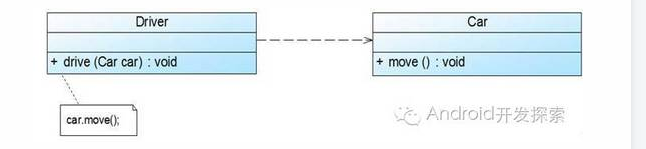 Driver
+ drive (Car car) : void
car.move();
Car
+ move () : void
Android开发探索